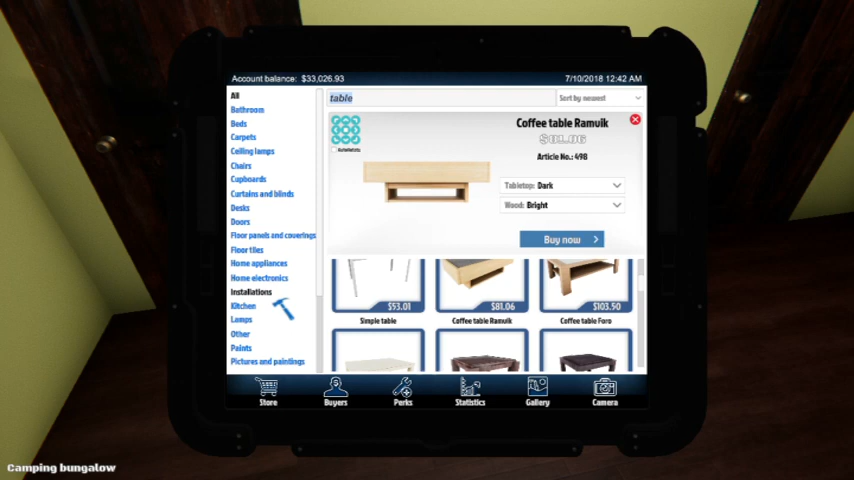 Account balance: $33,026.93
7/10/2018 12:42 AM
All
Bathroom
Beds
Carpets
Ceiling lamps
Chairs
Cupboards
Curtains and blinds
Desks
Doors
Floor panels and coverings
Floor tiles
Home appliances
Home electronics
Installations
Kitchen
Lamps
Other
Paints
Pictures and paintings
table
Sort by newest
Coffee table Ramvik
$81.06
Article No.: 498
Tabletop: Dark
Wood: Bright
Buy now
$53.01
$81.06
$103.50
Simple table
Coffee table Ramvik
Coffee table Foro
Store
Buyers
Perks
Statistics
Gallery
Camera
Camping bungalow